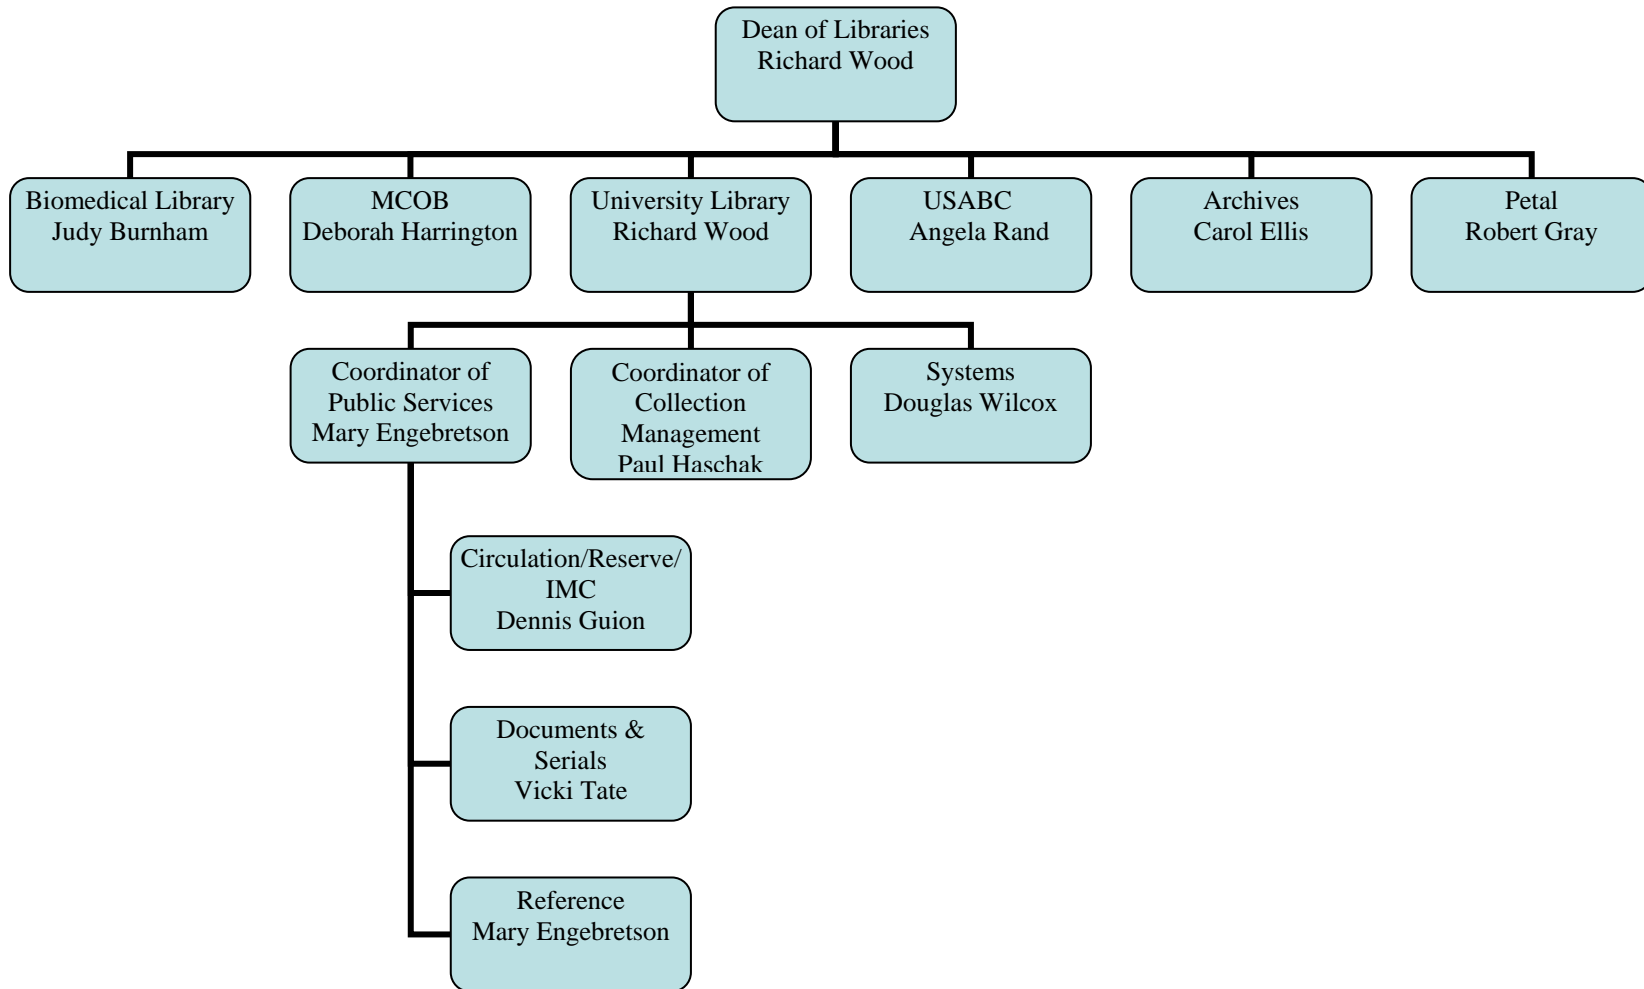 Dean of Libraries
Richard Wood
Biomedical Library
Judy Burnham
MCOB
Deborah Harrington
University Library
Richard Wood
USABC
Angela Rand
Archives
Carol Ellis
Petal
Robert Gray
Coordinator of
Public Services
Mary Engebretson
Coordinator of
Collection
Management
Paul Haschak
Systems
Douglas Wilcox
Circulation/Reserve/
IMC
Dennis Guion
Documents &
Serials
Vicki Tate
Reference
Mary Engebretson